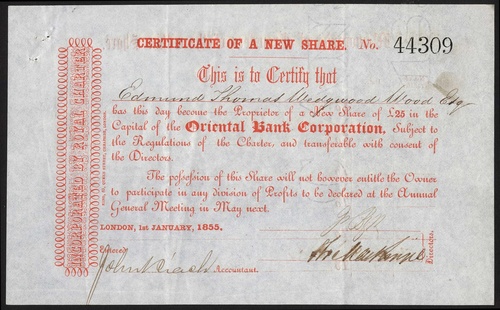 CERTIFICATE OF A NEW SHARE. No. 44309
This is to Certify that
Edmund Thomas Wedgwood Wood Esq
has this day become the Proprietor of a New Share of £25 in the
Capital of the Oriental Bank Corporation, Subject to
the Regulations of the Charter, and transferable with consent of
the Directors.
The possession of this Share will not however entitle the Owner
to participate in any division of Profits to be declared at the Annual
General Meeting in May next.
LONDON, 1st JANUARY, 1855.
Entered
Accountant.
Directors.
INCORPORATED BY ROYAL CHARTER